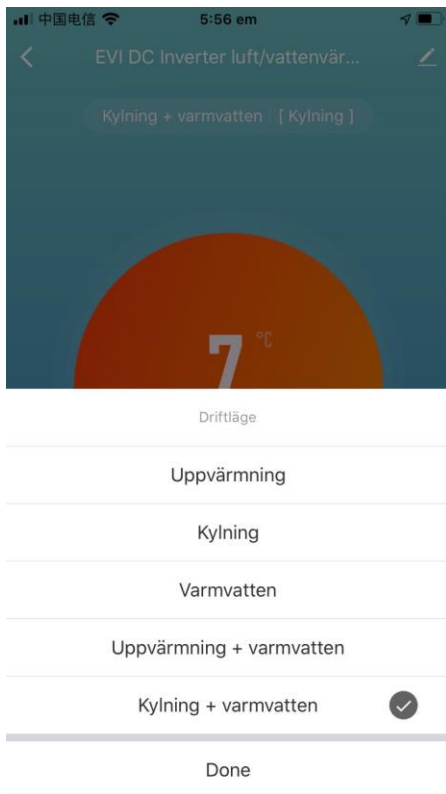 中国电信
5:56 em
EVI DC Inverter luft/vattenvär...
Kylning + varmvatten [ Kylning ]
7 °C
Driftläge
Uppvärmning
Kylning
Varmvatten
Uppvärmning + varmvatten
Kylning + varmvatten
Done